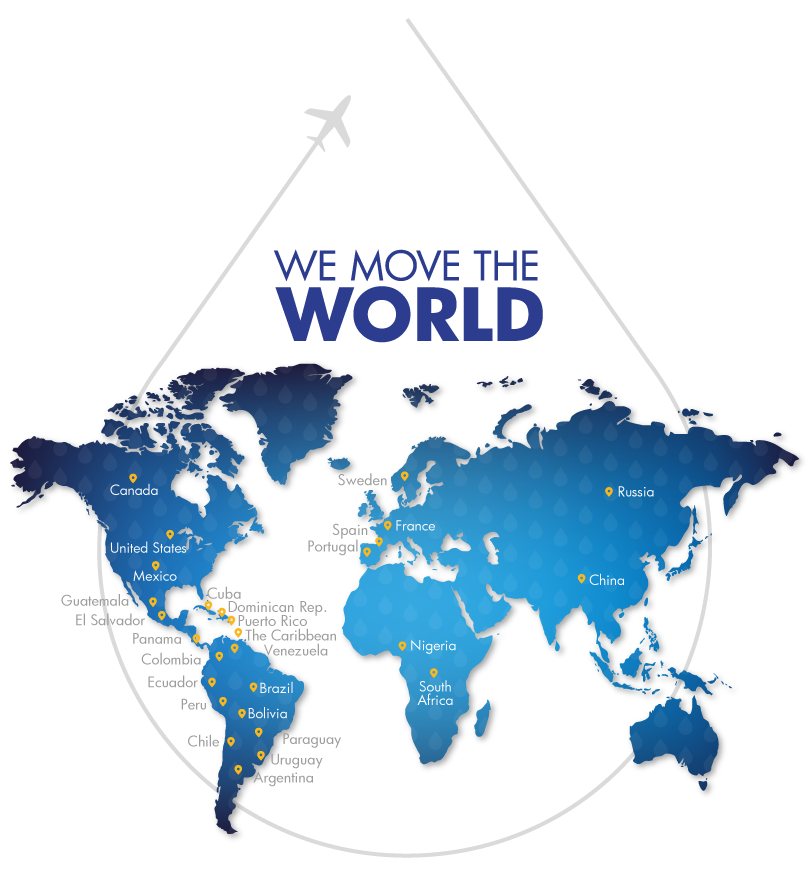 WE MOVE THE
WORLD
Sweden
Canada
Russia
Spain
France
Portugal
United States
Mexico
China
Guatemala
Cuba
El Salvador
Dominican Rep.
Puerto Rico
Panama
The Caribbean
Nigeria
Venezuela
Colombia
Ecuador
Brazil
South
Africa
Peru
Bolivia
Chile
Paraguay
Uruguay
Argentina